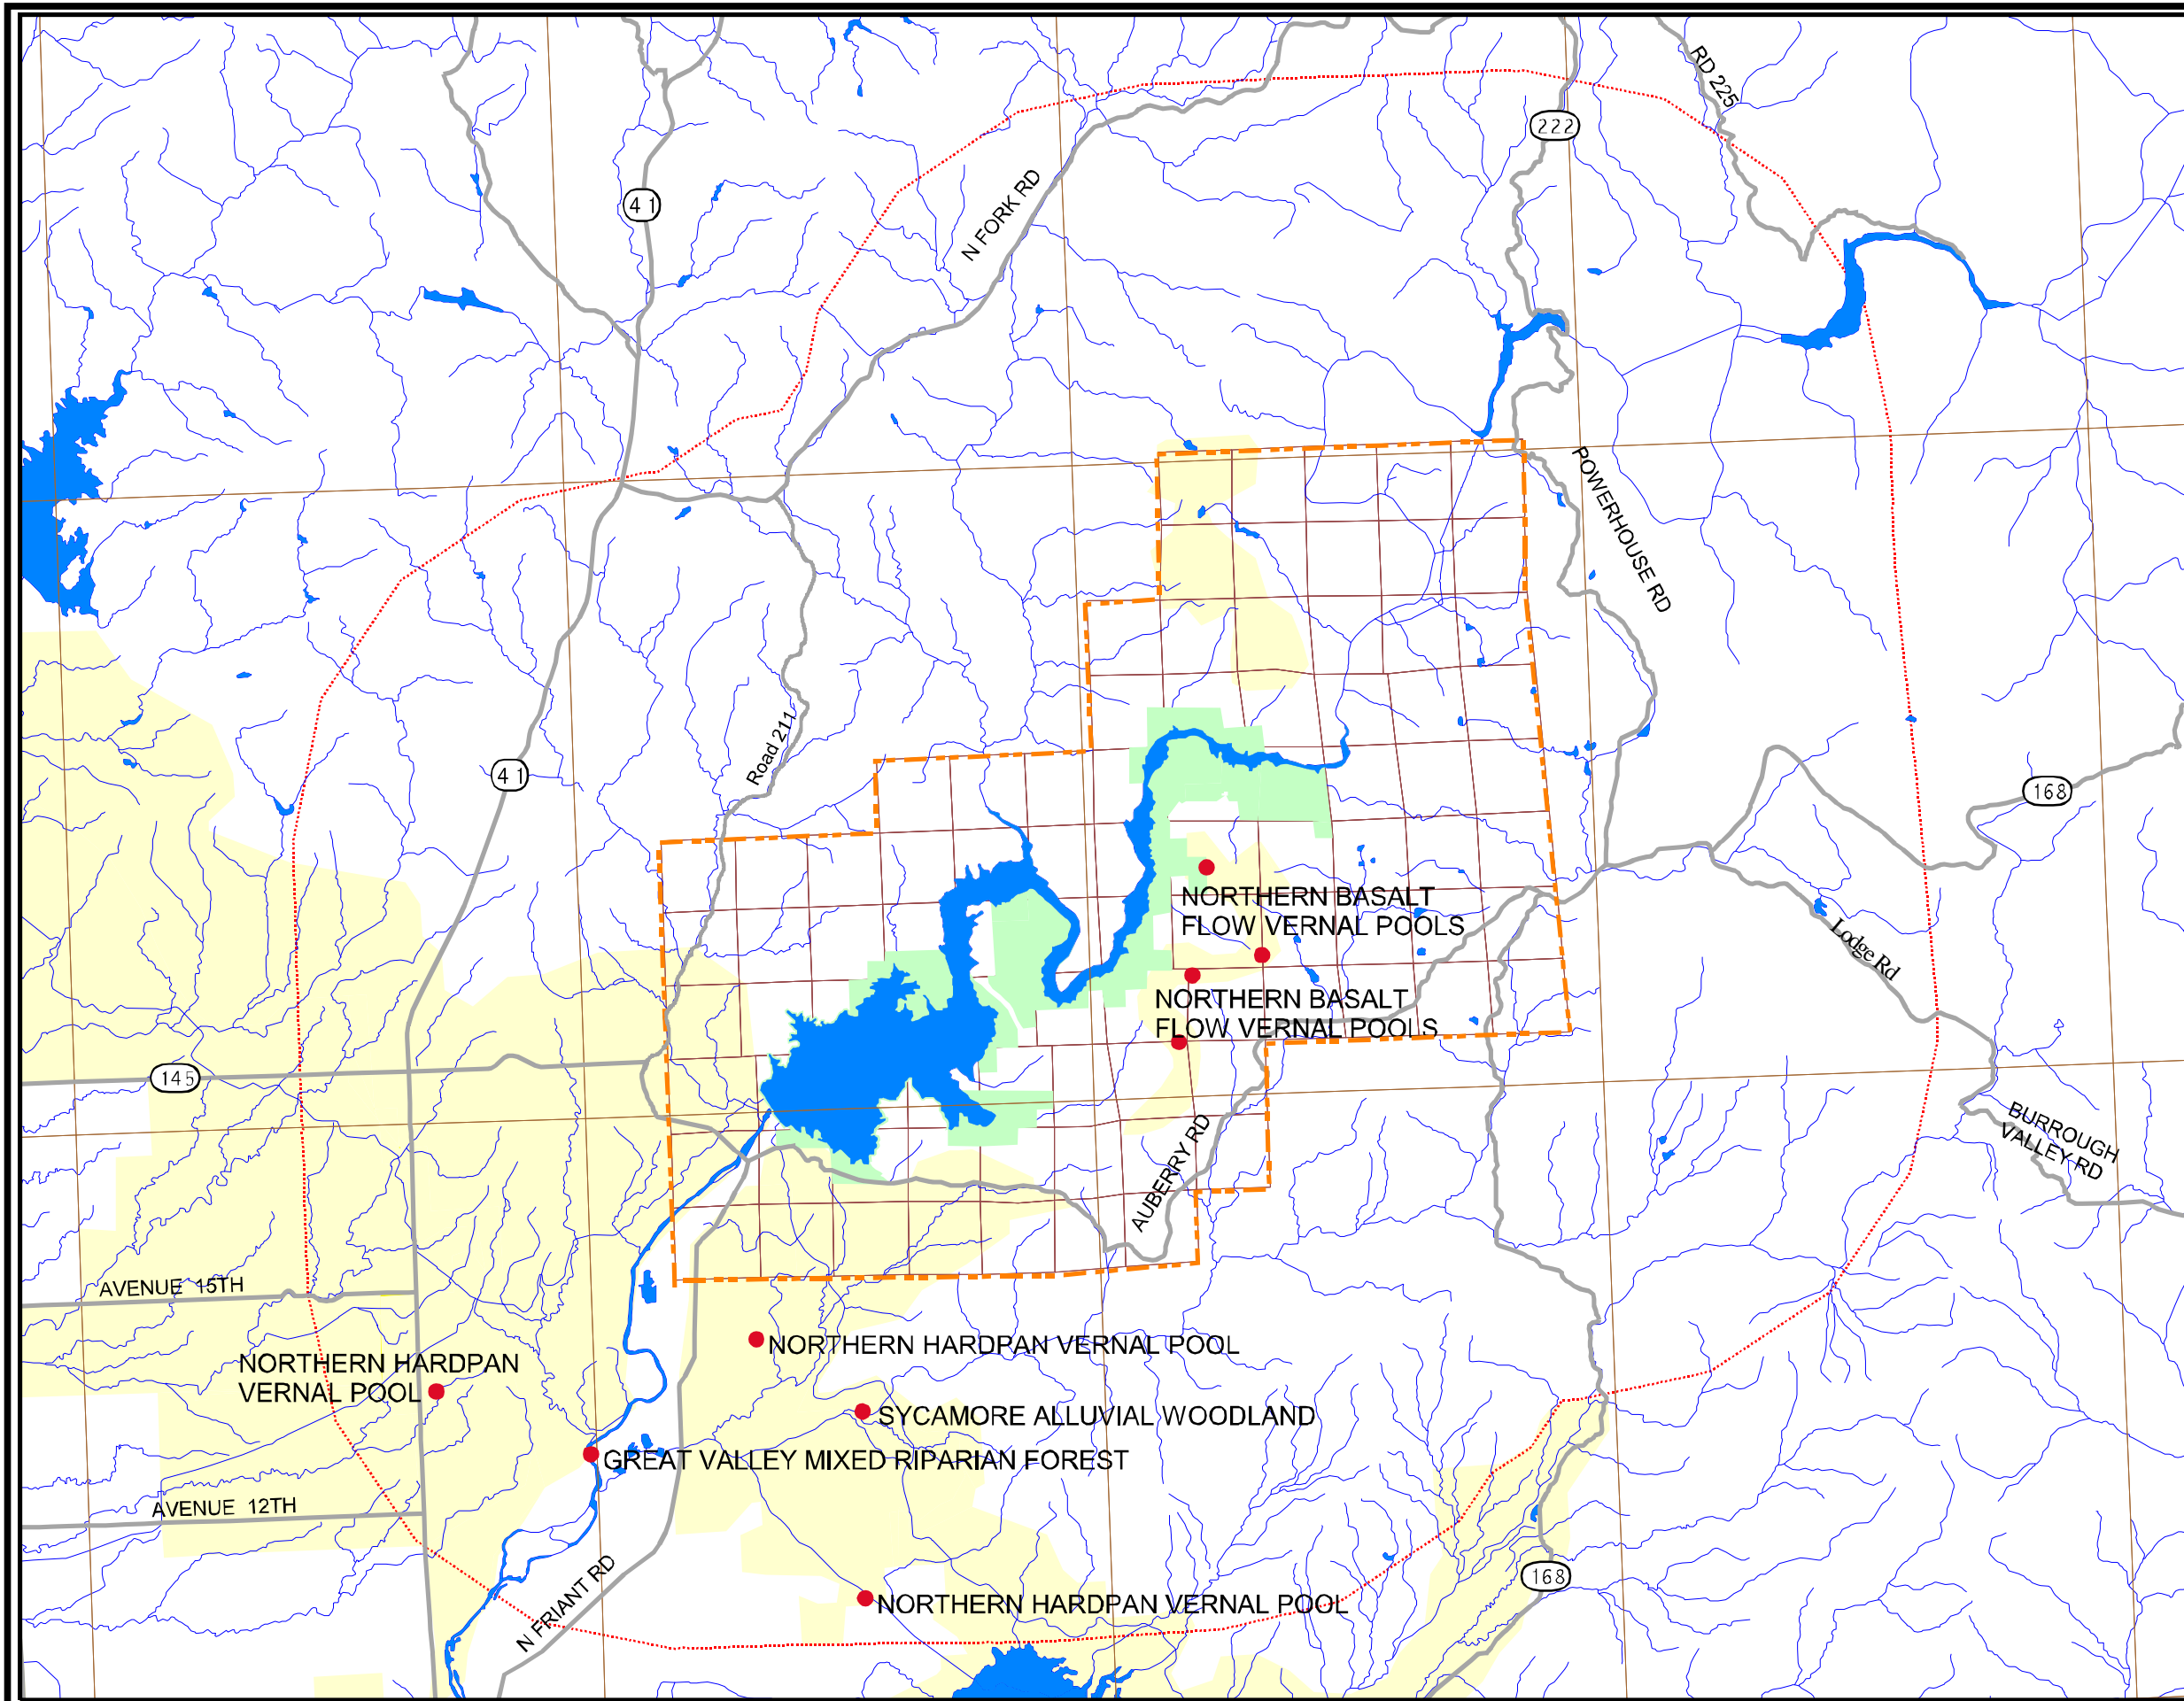 RD 225
222
41
N FORK RD
POWERHOUSE RD
Road 211
41
168
NORTHERN BASALT
FLOW VERNAL POOLS
Lodge Rd
NORTHERN BASALT
FLOW VERNAL POOLS
145
BURROUGH
VALLEY RD
AUBERRY RD
AVENUE 15TH
NORTHERN HARDPAN VERNAL POOL
NORTHERN HARDPAN
VERNAL POOL
SYCAMORE ALLUVIAL WOODLAND
GREAT VALLEY MIXED RIPARIAN FOREST
AVENUE 12TH
168
N FRIANT RD
NORTHERN HARDPAN VERNAL POOL